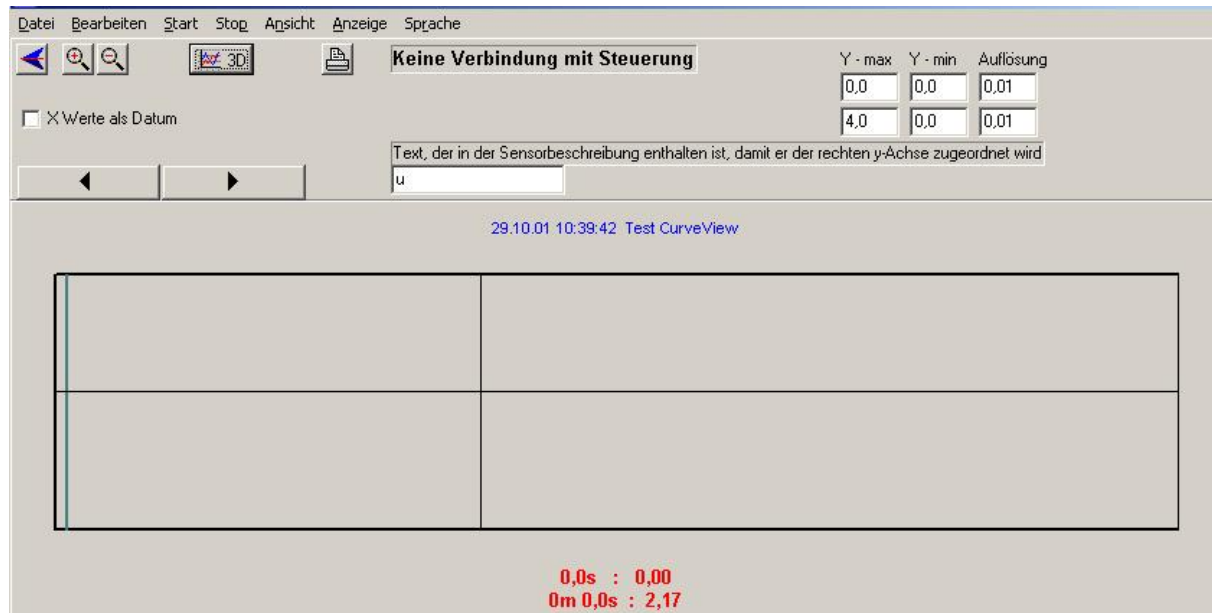 Datei Bearbeiten Start Stop Ansicht Anzeige Sprache
3D
Keine Verbindung mit Steuerung
Y - max Y - min Auflösung
0,0 0,0 0,01
X Werte als Datum
4,0 0,0 0,01
Text, der in der Sensorbeschreibung enthalten ist, damit er der rechten y-Achse zugeordnet wird
u
29.10.01 10:39:42 Test CurveView
0,0s : 0,00
0m 0,0s : 2,17